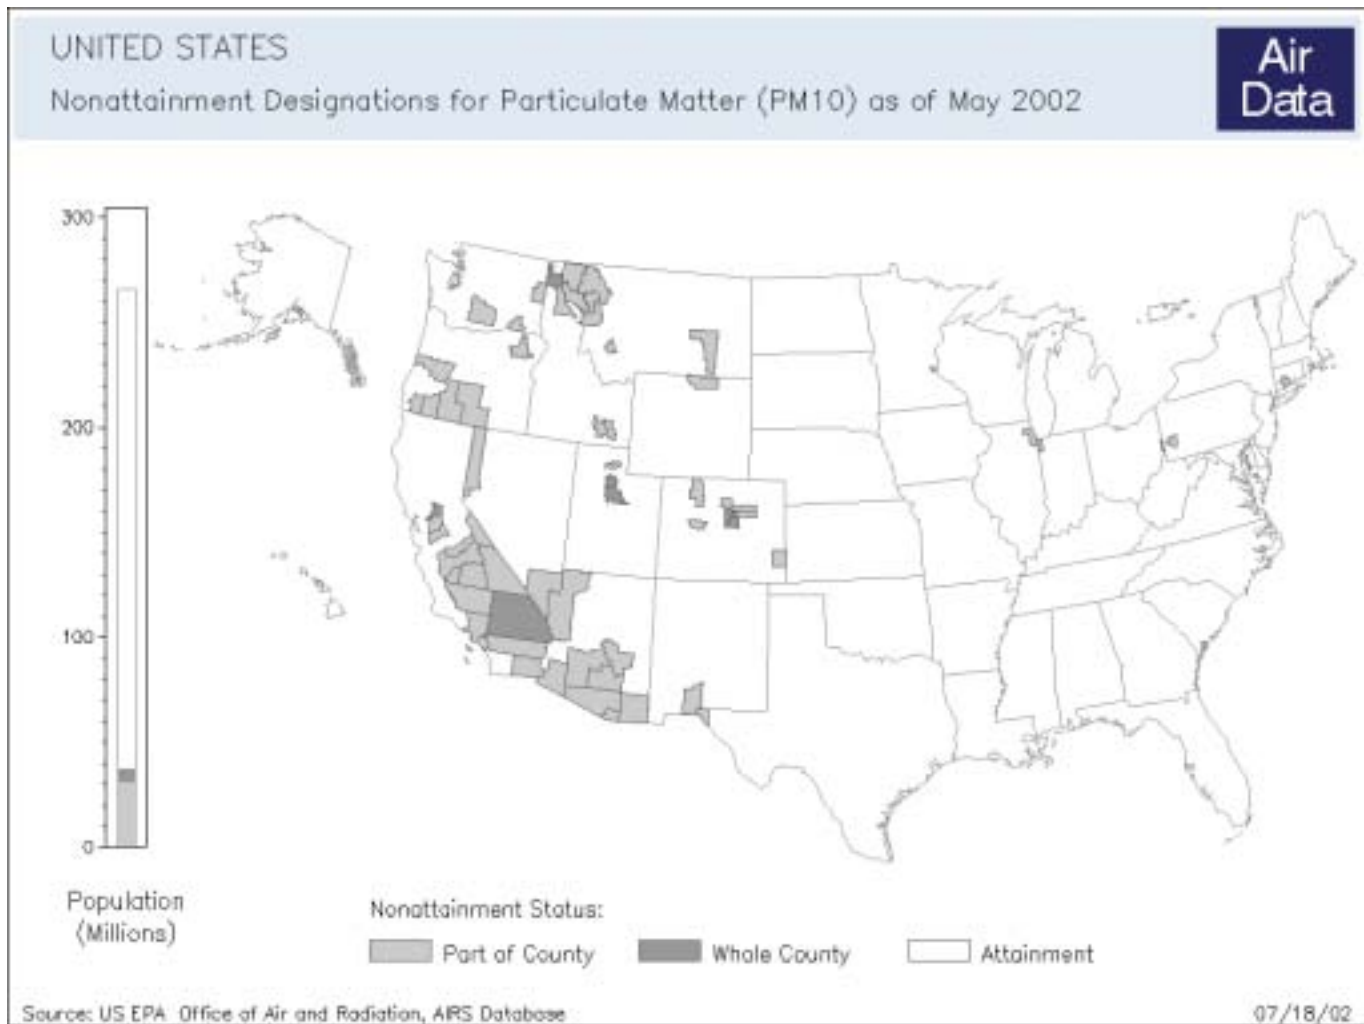 UNITED STATES
Nonattainment Designations for Particulate Matter (PM10) as of May 2002
Air
Data
300
200
100
0
Population
(Millions)
Nonattainment Status:
Part of County
Whole County
Attainment
Source: US EPA Office of Air and Radiation, AIRS Database
07/18/02